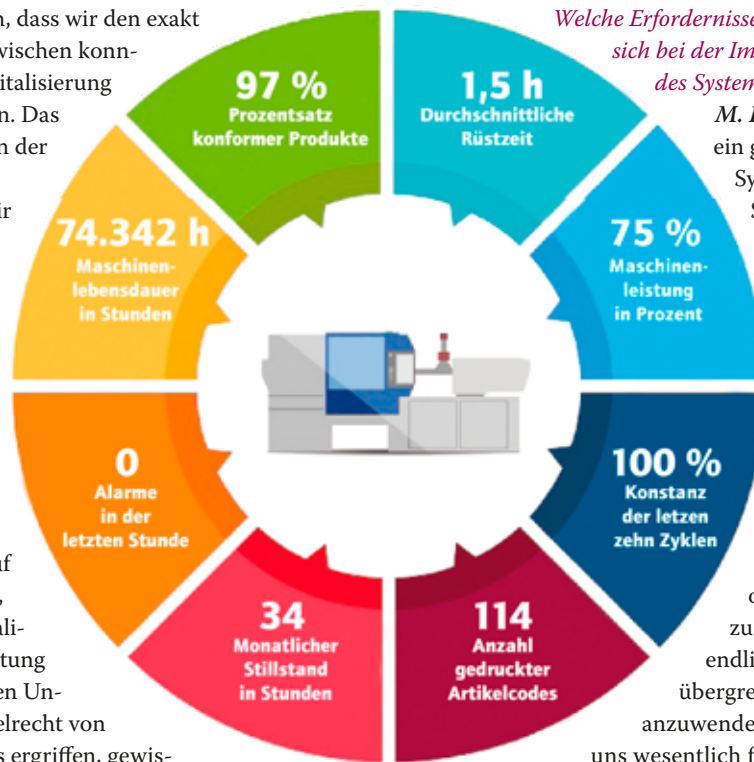 n, dass wir den exakt
wischen konn-
italisierung
n. Das
n der
ir
Welche Erfordernisse
sich bei der Im
des System
M.
ein g
Sy
S
97 %
Prozentsatz
konformer Produkte
1,5 h
Durchschnittliche
Rüstzeit
74.342 h
Maschinen-
lebensdauer
in Stunden
75 %
Maschinen-
leistung
in Prozent
0
Alarme
in der
letzten Stunde
100 %
Konstanz
der letzen
zehn Zyklen
34
Monatlicher
Stillstand
in Stunden
114
Anzahl
gedruckter
Artikelcodes
uf
,
ali-
tung
en Un-
elrecht von
s ergriffen, gewis-
zu
endli
übergre
anzuwende
uns wesentlich f